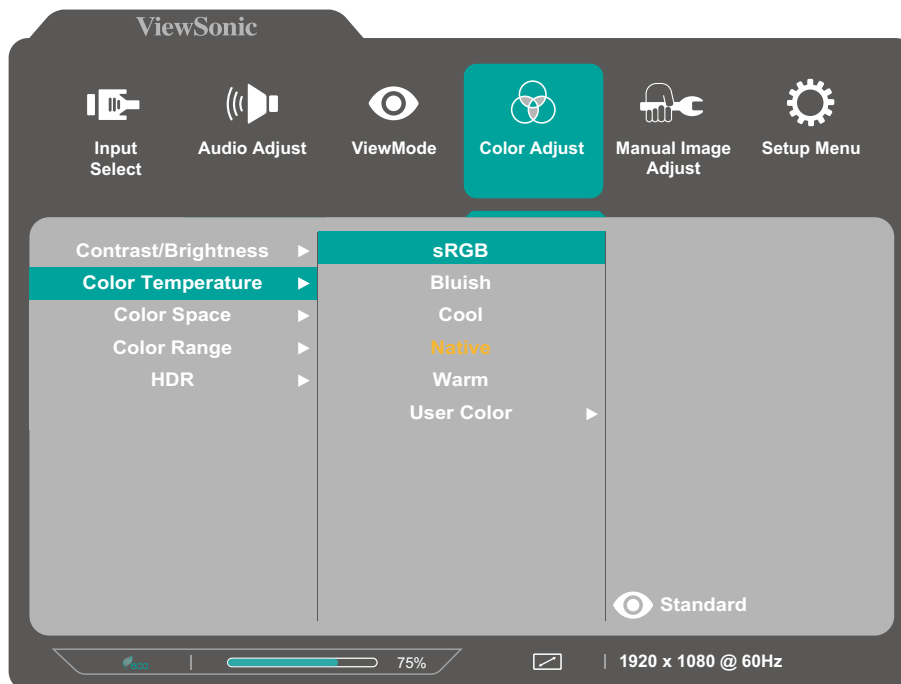 ViewSonic
Input
Select
Audio Adjust
ViewMode
Color Adjust
Manual Image
Adjust
Setup Menu
Contrast/Brightness
Color Temperature
Color Space
Color Range
HDR
sRGB
Bluish
Cool
Native
Warm
User Color
Standard
eco
75%
1920 x 1080 @ 60Hz